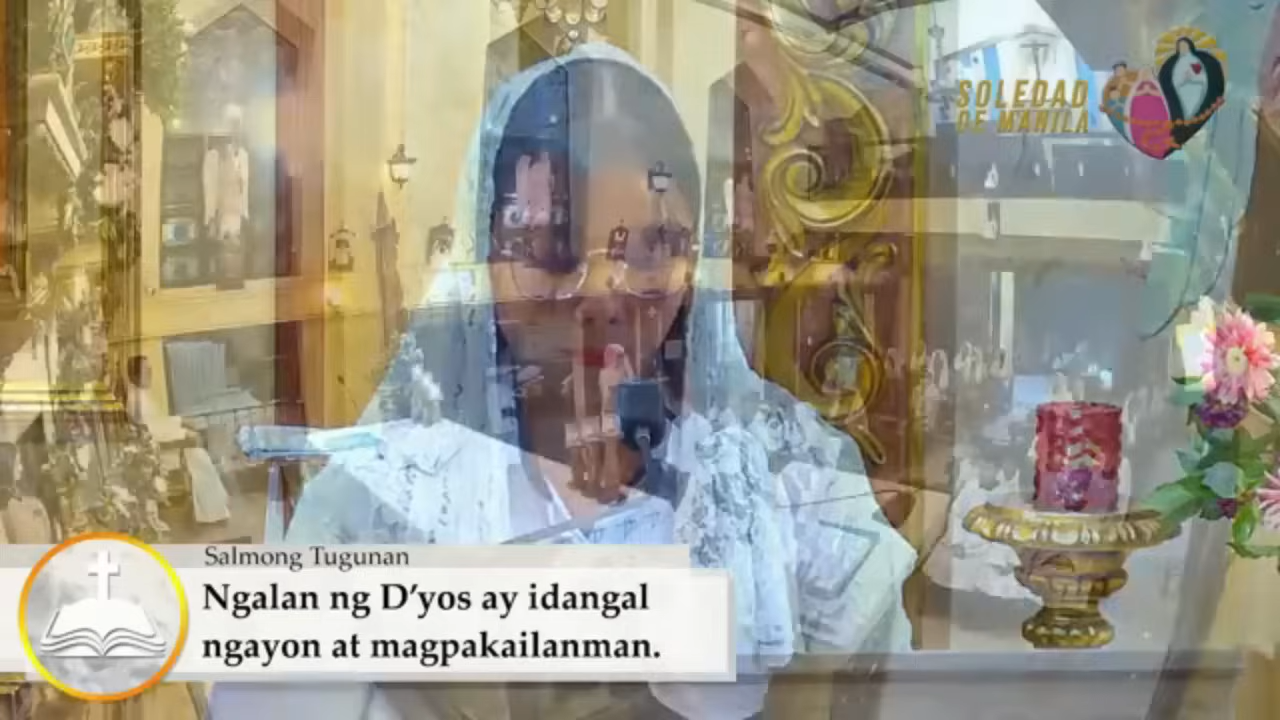 SOLEDAD
DE MANILA
Salmong Tugunan
Ngalan ng D'yos ay idangal
ngayon at magpakailanman.